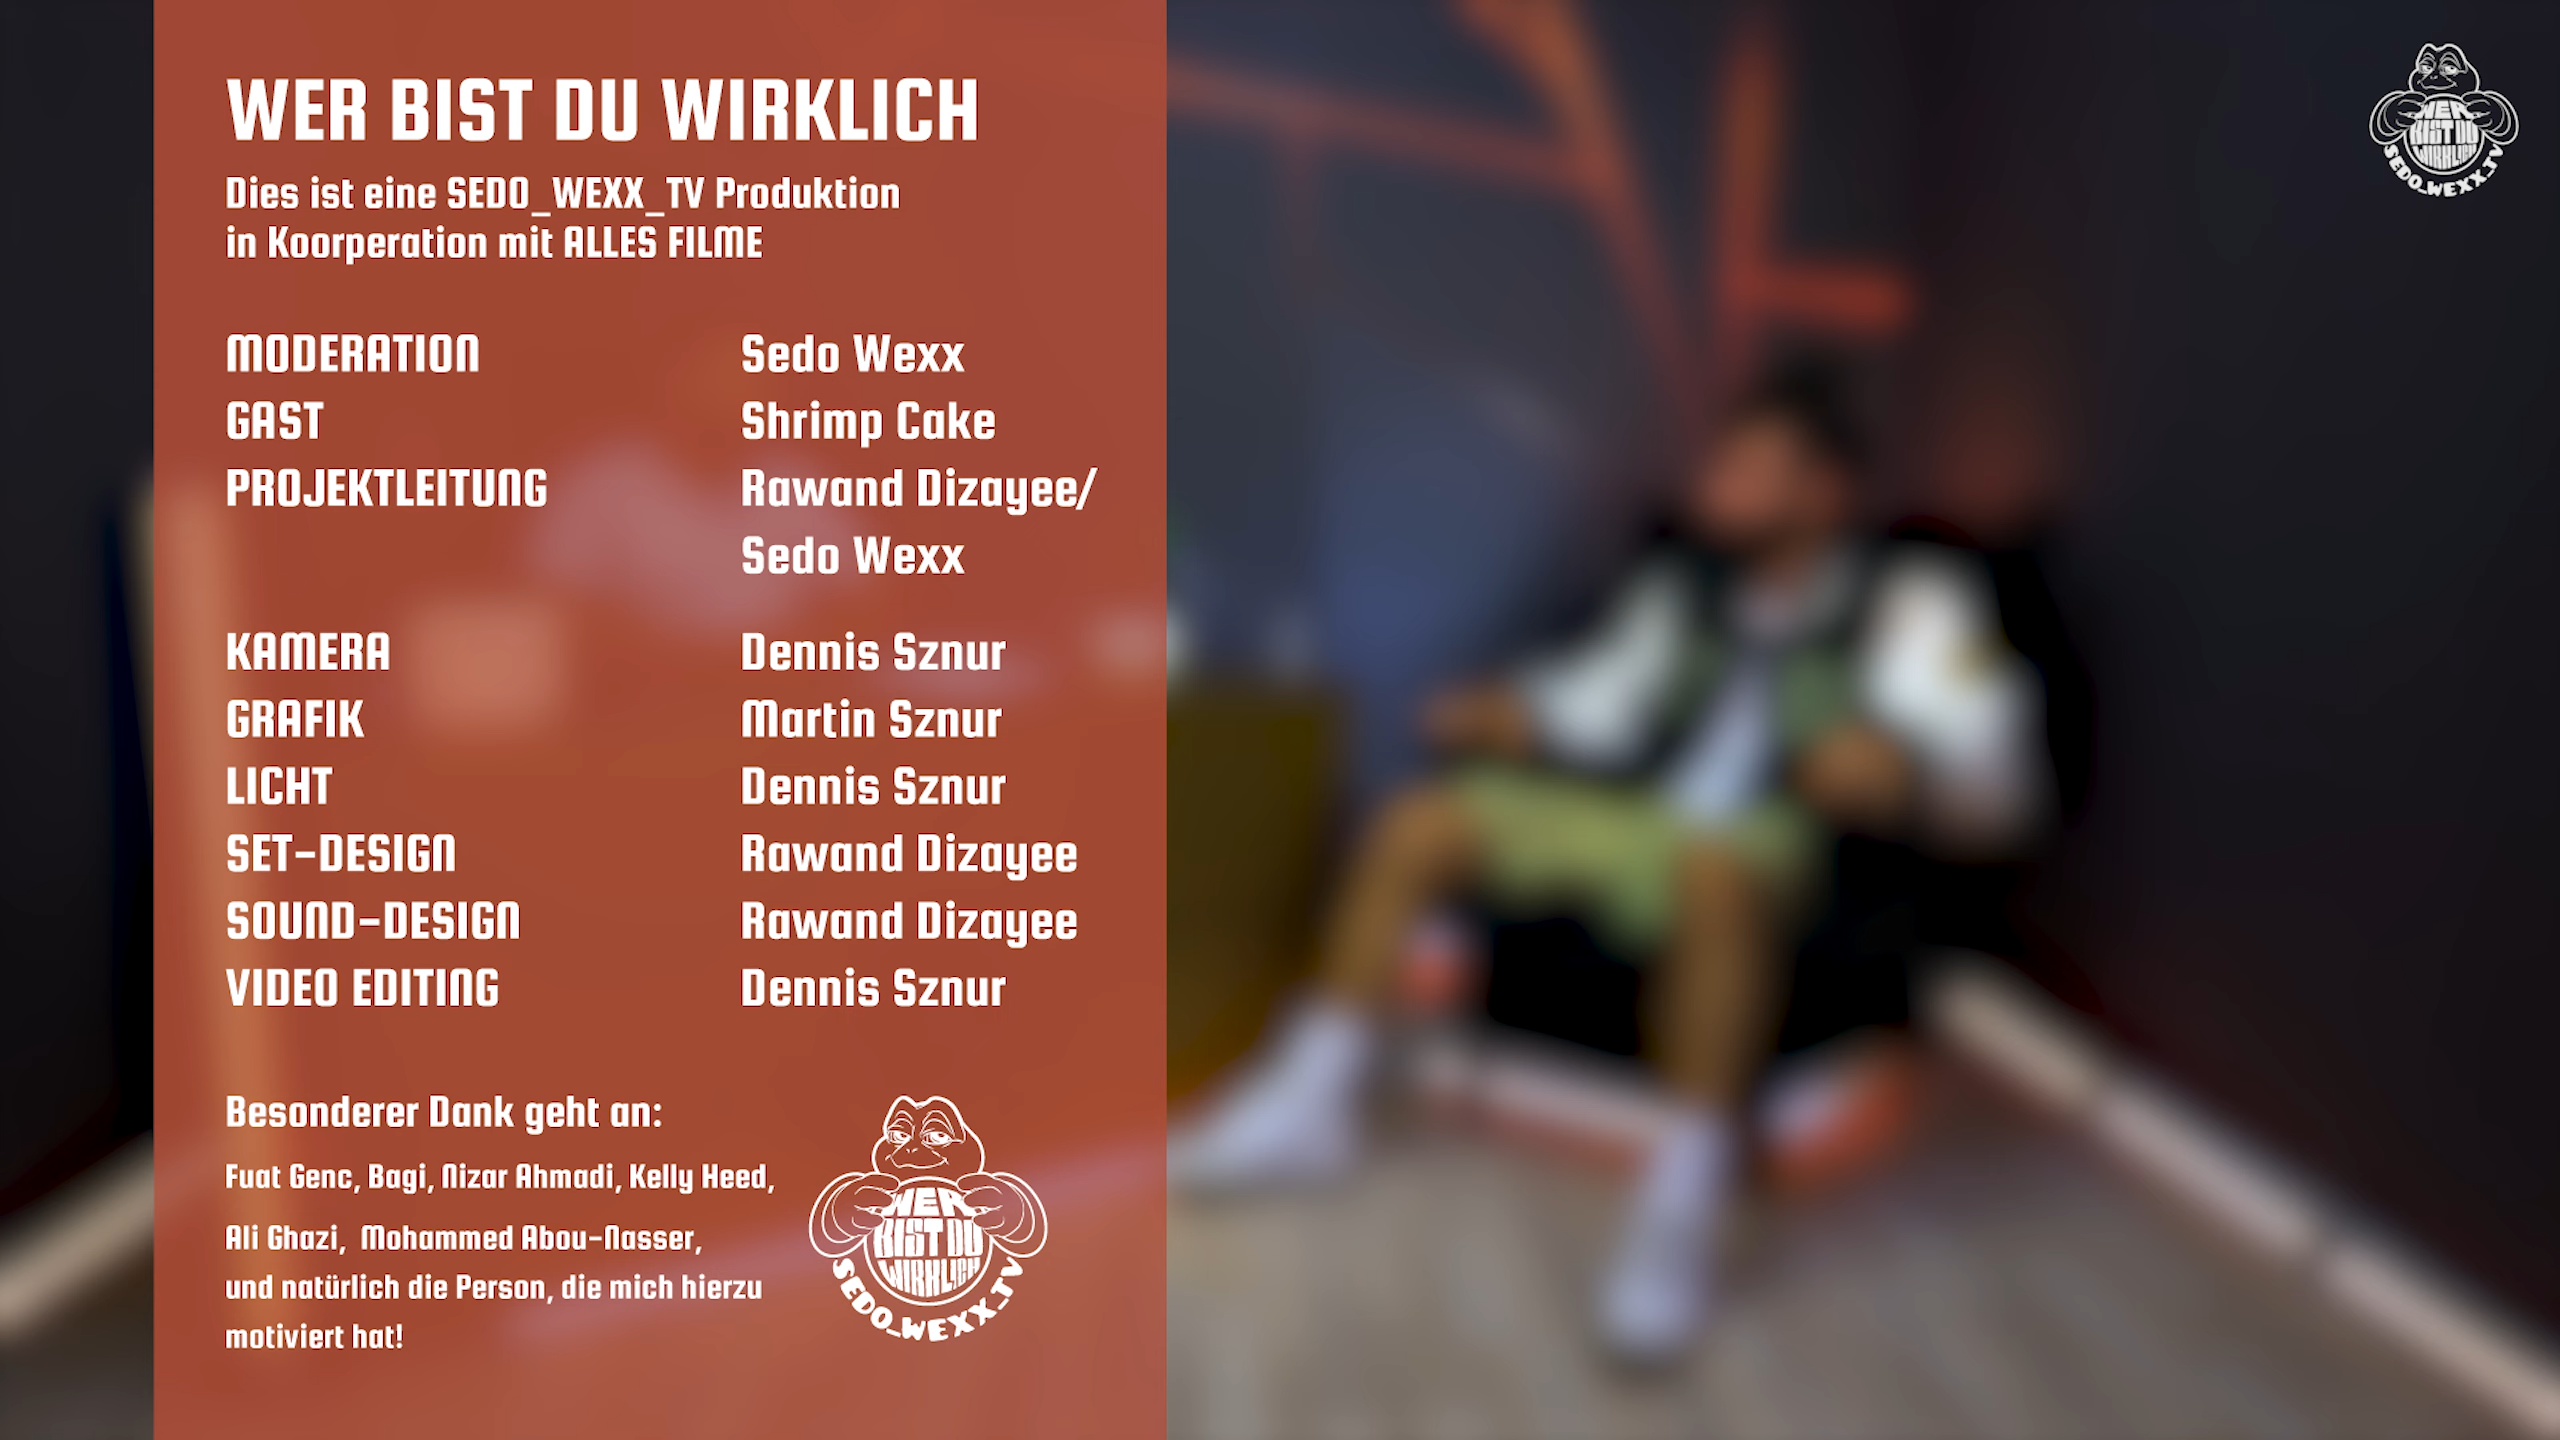 WER BIST DU WIRKLICH
Dies ist eine SEDO_WEXX_TV Produktion
in Koorperation mit ALLES FILME
MODERATION Sedo Wexx
GAST Shrimp Cake
PROJEKTLEITUNG Rawand Dizayee/
Sedo Wexx
KAMERA Dennis Sznur
GRAFIK Martin Sznur
LICHT Dennis Sznur
SET-DESIGN Rawand Dizayee
SOUND-DESIGN Rawand Dizayee
VIDEO EDITING Dennis Sznur
Besonderer Dank geht an:
Fuat Genc, Bagi, Nizar Ahmadi, Kelly Heed,
Ali Ghazi, Mohammed Abou-Nasser,
und natürlich die Person, die mich hierzu
motiviert hat!
WER
BIST DU
WIRKLICH
SEDO_WEXX_TV
WER
BIST DU
WIRKLICH
SEDO_WEXX_TV